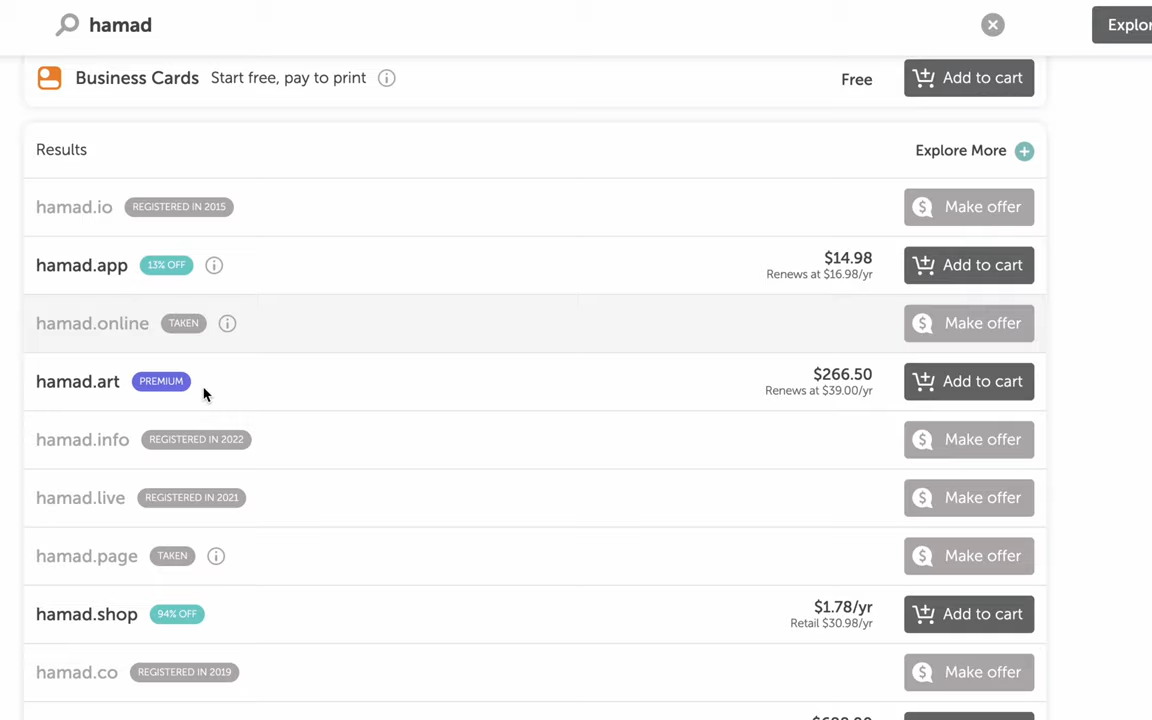 hamad
Explor
Business Cards Start free, pay to print Free Add to cart
Results Explore More
hamad.io REGISTERED IN 2015 Make offer
hamad.app 13% OFF $14.98 Add to cart
Renews at $16.98/yr
hamad.online TAKEN Make offer
hamad.art PREMIUM $266.50 Add to cart
Renews at $39.00/yr
hamad.info REGISTERED IN 2022 Make offer
hamad.live REGISTERED IN 2021 Make offer
hamad.page TAKEN Make offer
hamad.shop 94% OFF $1.78/yr Add to cart
Retail $30.98/yr
hamad.co REGISTERED IN 2019 Make offer